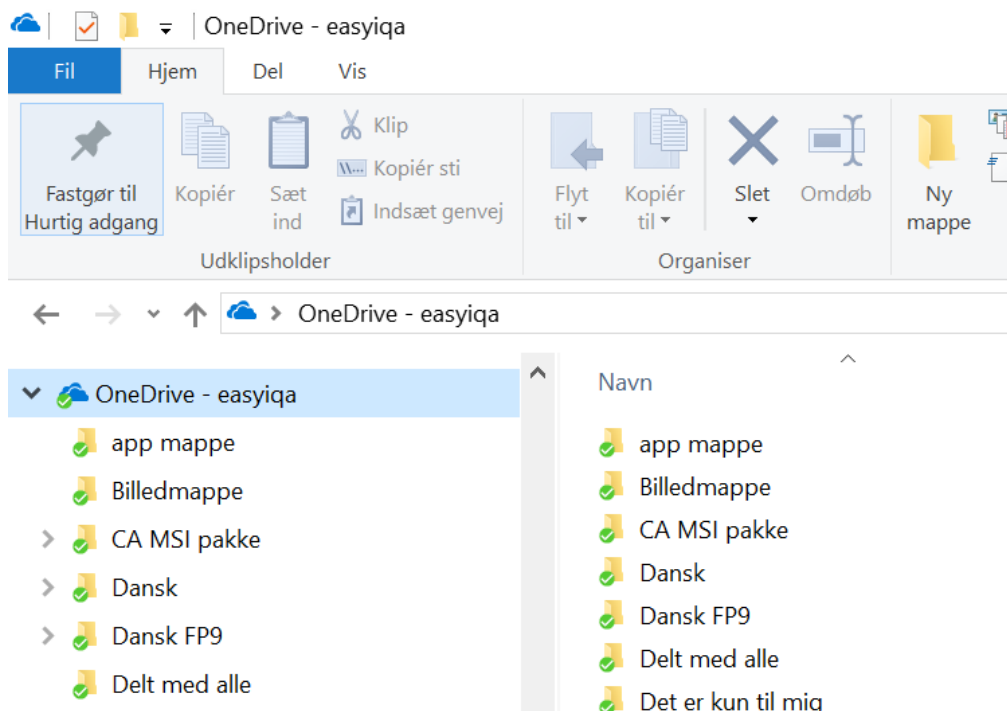 OneDrive - easyiqa
Fil Hjem Del Vis
Fastgør til
Hurtig adgang
Kopiér
Sæt
ind
Klip
Kopiér sti
Indsæt genvej
Udklipsholder
Flyt
til
Kopiér
til
Slet
Omdøb
Organiser
Ny
mappe
OneDrive - easyiqa
OneDrive - easyiqa
app mappe
Billedmappe
CA MSI pakke
Dansk
Dansk FP9
Delt med alle
Navn
app mappe
Billedmappe
CA MSI pakke
Dansk
Dansk FP9
Delt med alle
Det er kun til mig